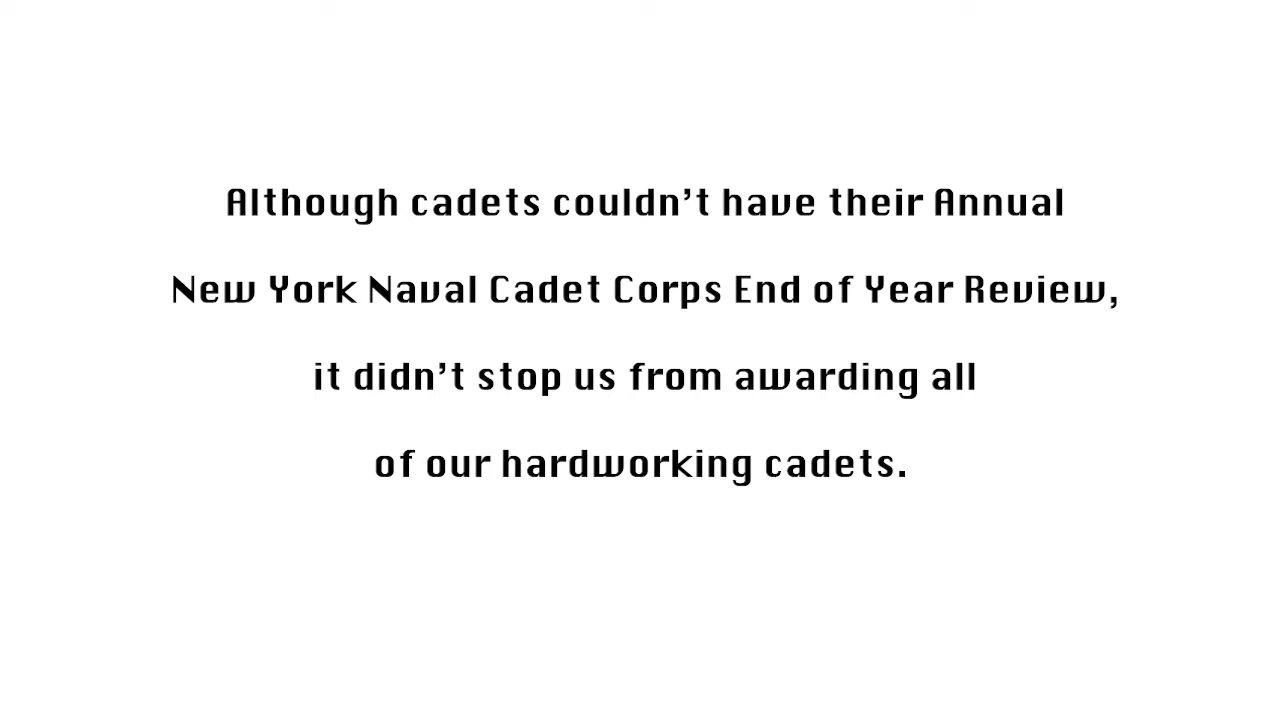 Although cadets couldn’t have their Annual
New York Naval Cadet Corps End of Year Review,
it didn’t stop us from awarding all
of our hardworking cadets.